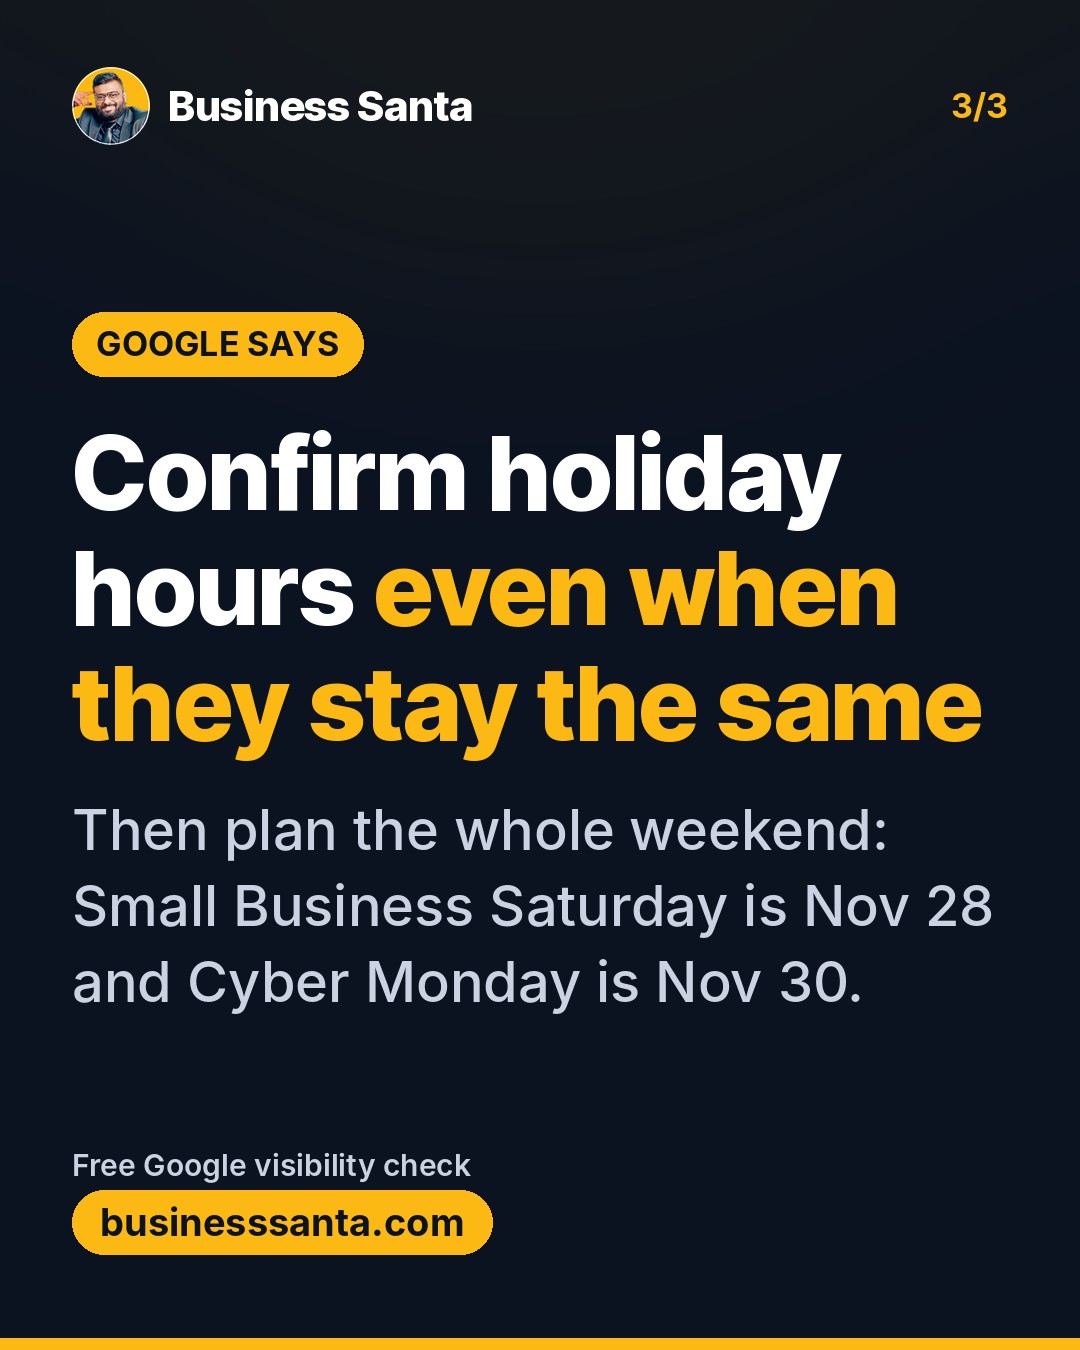 Business Santa
3/3
GOOGLE SAYS
Confirm holiday
hours even when
they stay the same
Then plan the whole weekend:
Small Business Saturday is Nov 28
and Cyber Monday is Nov 30.
Free Google visibility check
businesssanta.com